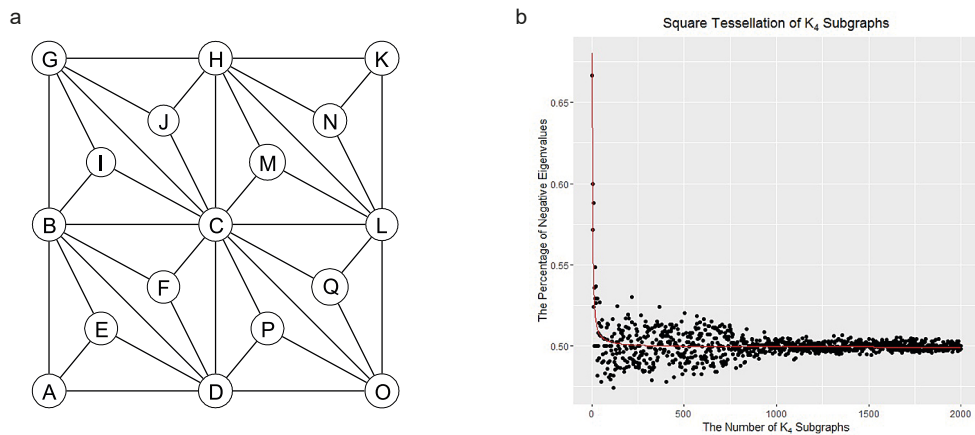 a
b
G
H
K
J
N
I
M
B
C
L
F
Q
E
P
A
D
O
Square Tessellation of K₄ Subgraphs
The Percentage of Negative Eigenvalues
0.65
0.60
0.55
0.50
0
500
1000
1500
2000
The Number of K₄ Subgraphs